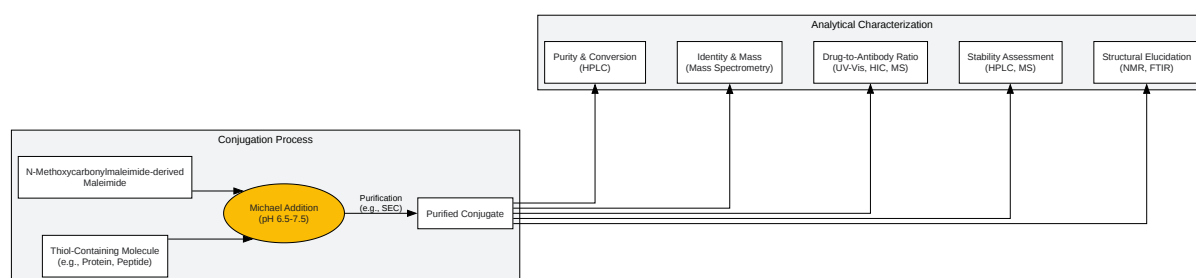 Analytical Characterization
Purity & Conversion
(HPLC)
Identity & Mass
(Mass Spectrometry)
Drug-to-Antibody Ratio
(UV-Vis, HIC, MS)
Stability Assessment
(HPLC, MS)
Structural Elucidation
(NMR, FTIR)
Conjugation Process
N-Methoxycarbonylmaleimide-derived
Maleimide
Michael Addition
(pH 6.5-7.5)
Purification
(e.g., SEC)
Purified Conjugate
Thiol-Containing Molecule
(e.g., Protein, Peptide)